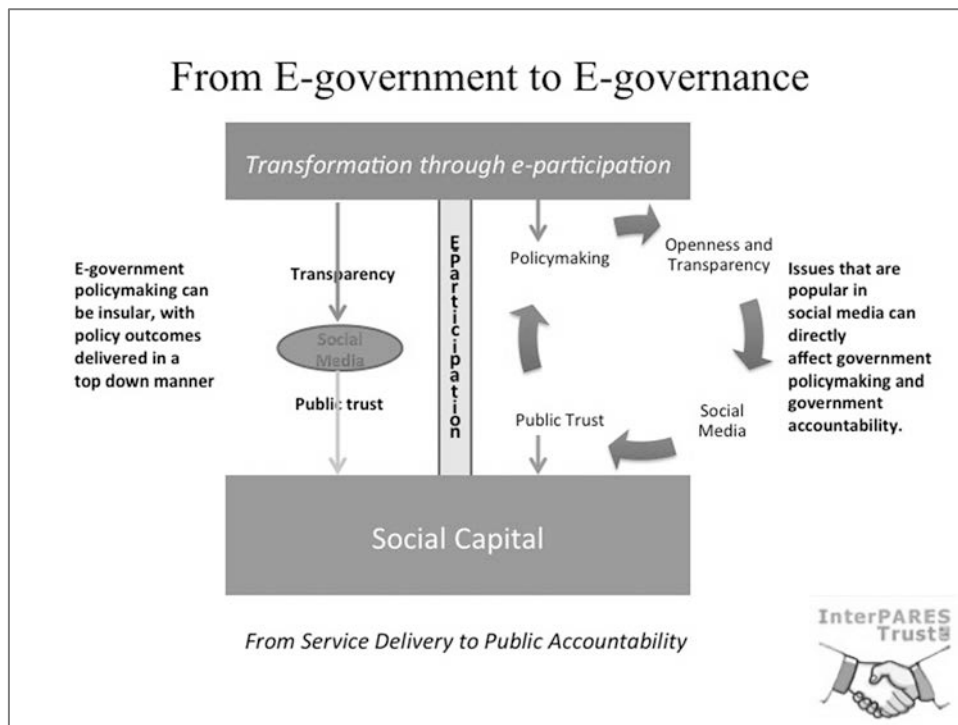 From E-government to E-governance
Transformation through e-participation
E-government
policymaking can
be insular, with
policy outcomes
delivered in a
top down manner
Transparency
Social
Media
Public trust
E-Participation
Policymaking
Openness and
Transparency
Social
Media
Public Trust
Issues that are
popular in
social media can
directly
affect government
policymaking and
government
accountability.
Social Capital
From Service Delivery to Public Accountability
InterPARES
Trust